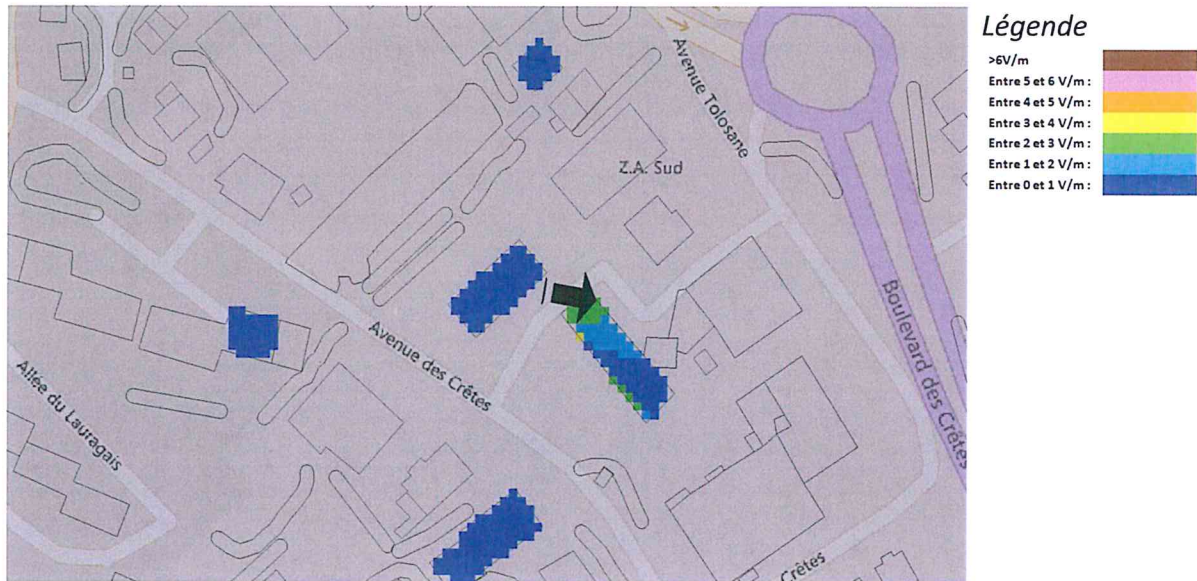 Légende
>6V/m
Entre 5 et 6 V/m :
Entre 4 et 5 V/m :
Entre 3 et 4 V/m :
Entre 2 et 3 V/m :
Entre 1 et 2 V/m :
Entre 0 et 1 V/m :
Avenue Tolosane
Z.A. Sud
Boulevard des Crêtes
Avenue des Crêtes
Allée du Lauragais
Crêtes